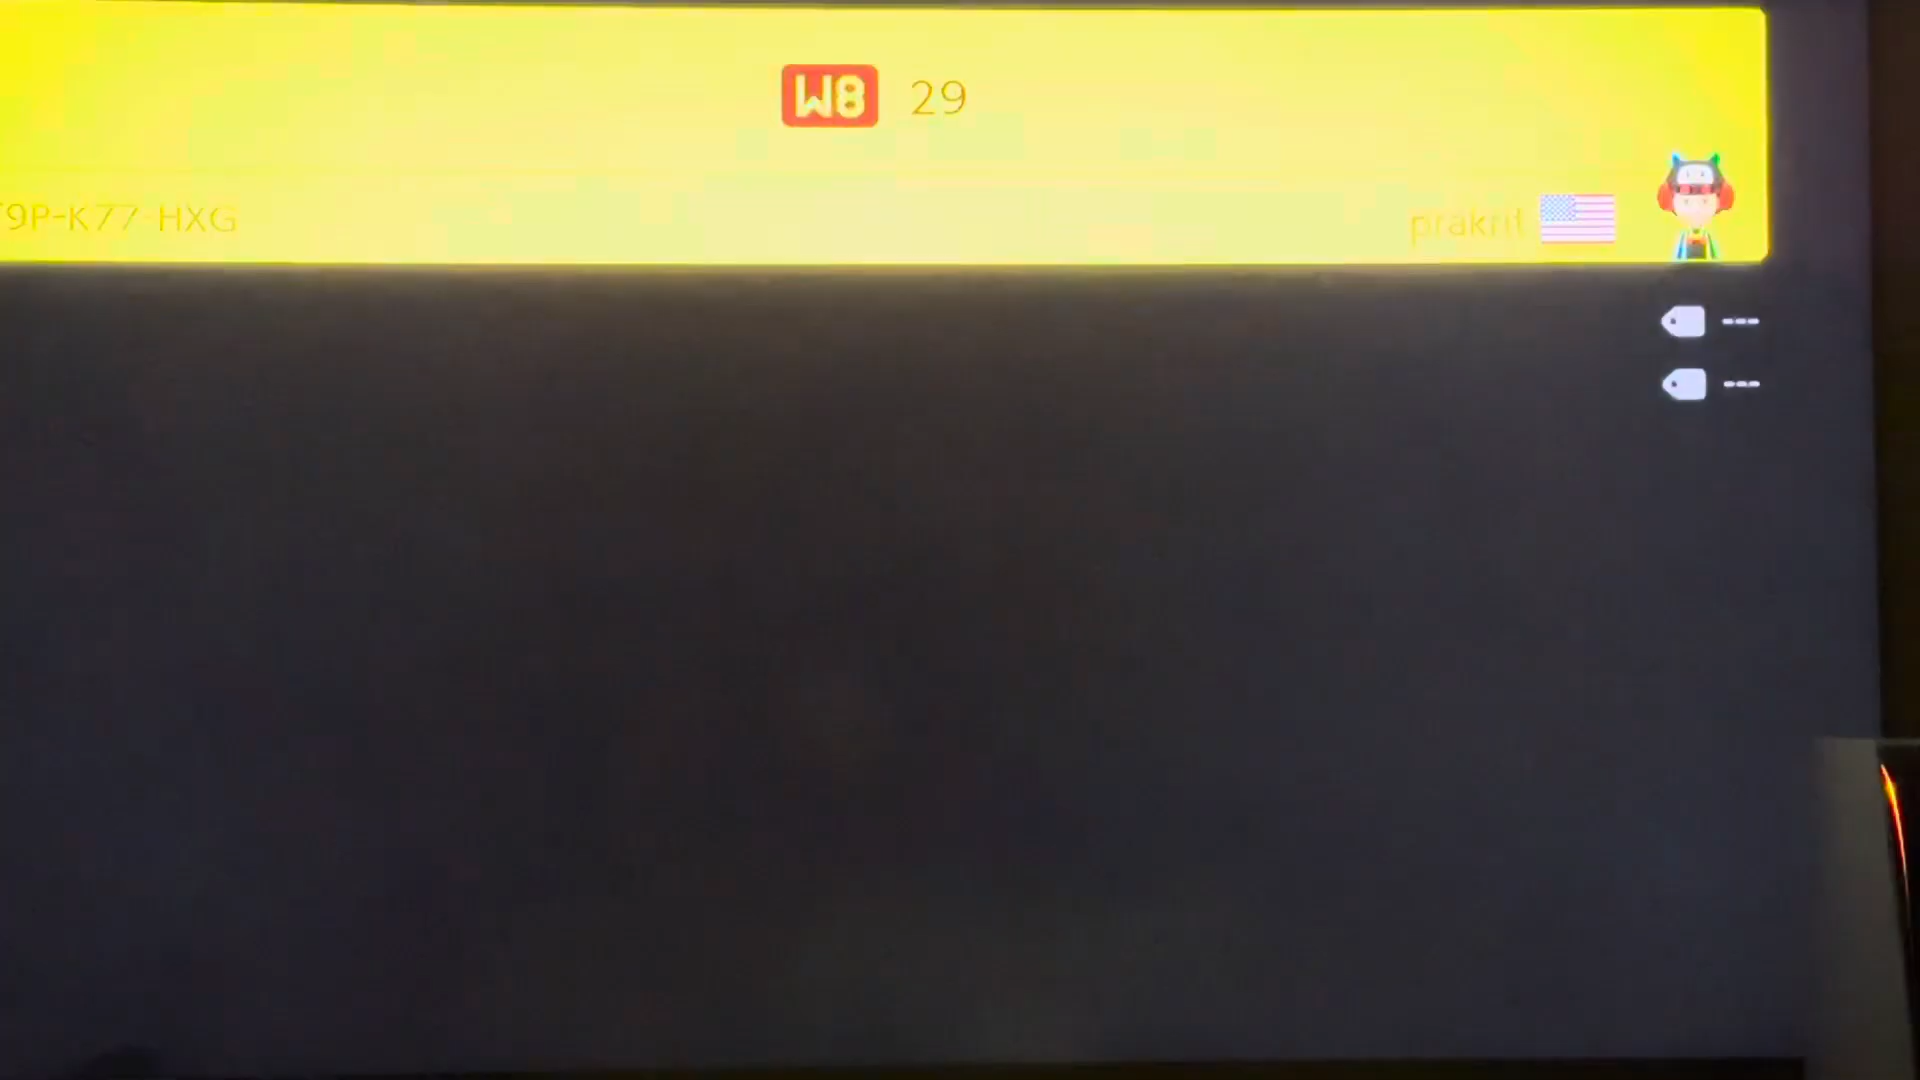 W8 29
9P-K77-HXG
prakrit
---
---